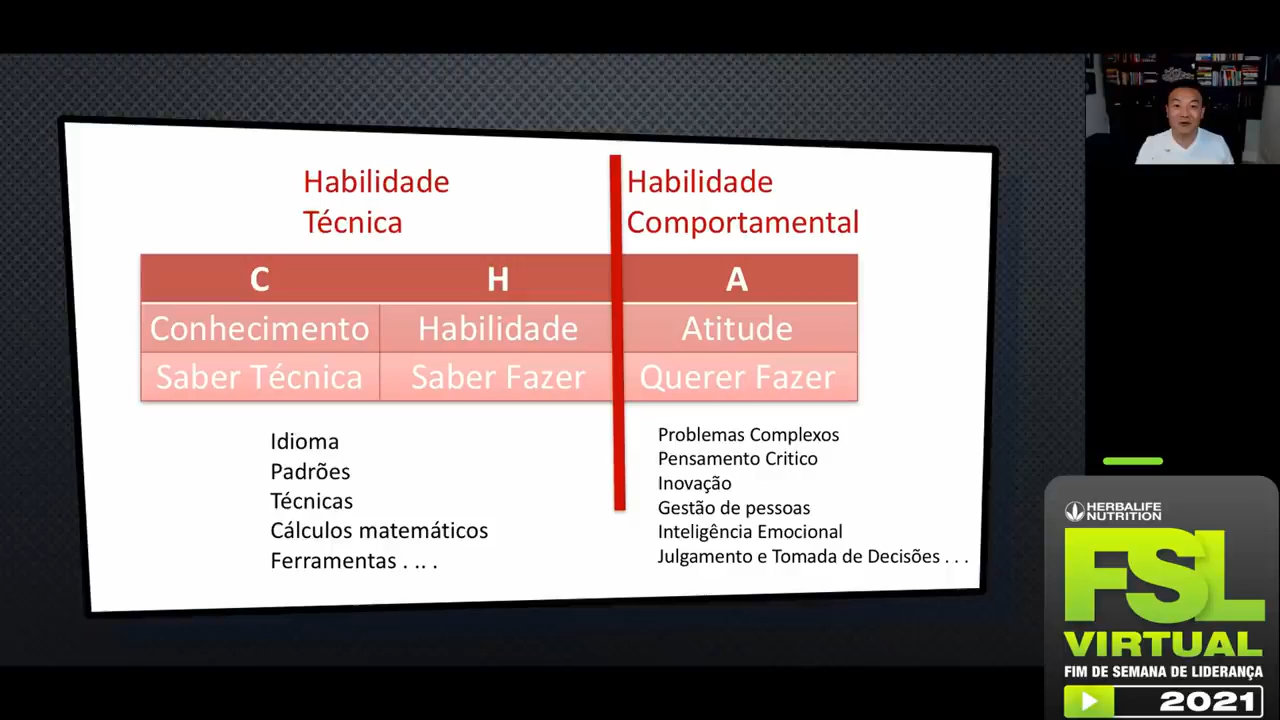 Habilidade
Técnica
Habilidade
Comportamental
C H A
Conhecimento Habilidade Atitude
Saber Técnica Saber Fazer Querer Fazer
Idioma
Padrões
Técnicas
Cálculos matemáticos
Ferramentas . .. .
Problemas Complexos
Pensamento Critico
Inovação
Gestão de pessoas
Inteligência Emocional
Julgamento e Tomada de Decisões . . .
HERBALIFE
NUTRITION
FSL
VIRTUAL
FIM DE SEMANA DE LIDERANÇA
2021